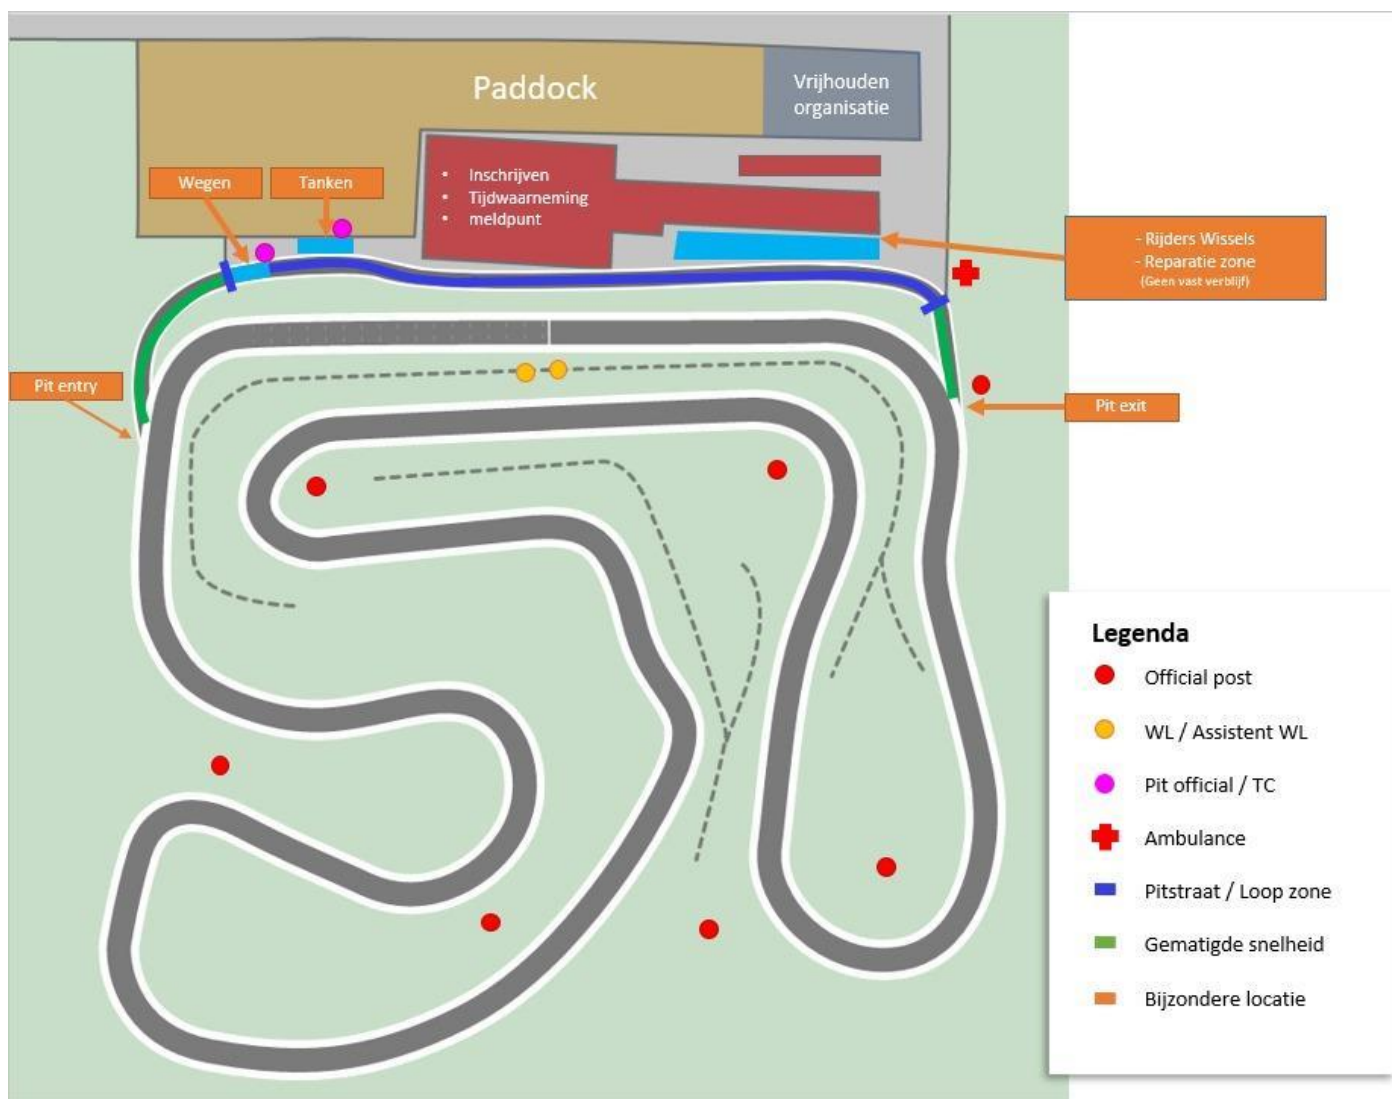 Paddock
Vrijhouden
organisatie
Wegen
Tanken
• Inschrijven
• Tijdwaarneming
• meldpunt
- Rijders Wissels
- Reparatie zone
(Geen vast verblijf)
Pit entry
Pit exit
Legenda
Official post
WL / Assistent WL
Pit official / TC
Ambulance
Pitstraat / Loop zone
Gematigde snelheid
Bijzondere locatie